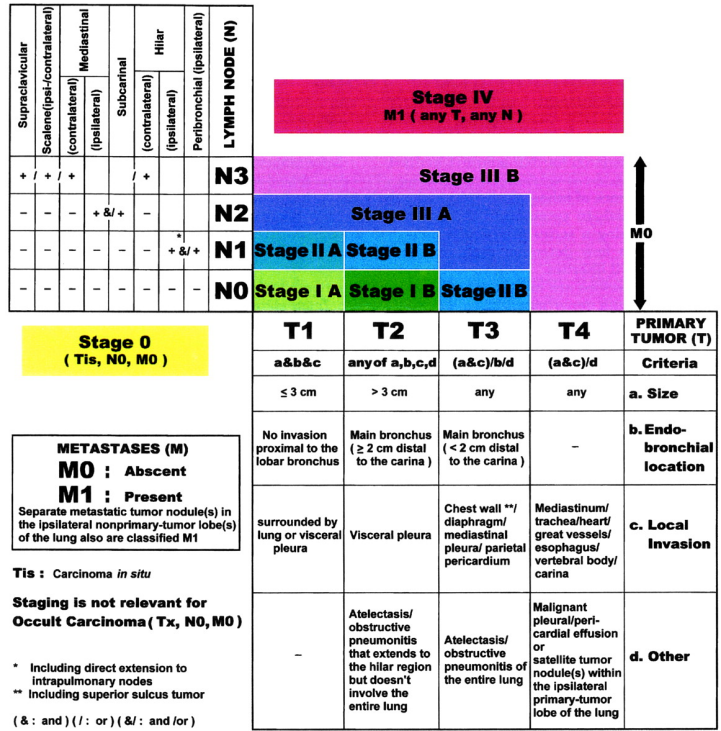 Supraclavicular
Scalene(ipsi-/contralateral)
Mediastinal
(contralateral)
(ipsilateral)
Subcarinal
Hilar
(contralateral)
(ipsilateral)
Peribronchial (ipsilateral)
LYMPH NODE (N)
Stage IV
M1 ( any T, any N )
+ / + / + / + N3 Stage III B
– – – + &/ + – – – N2 Stage III A
*
– – – – – – + &/ + N1 Stage II A Stage II B
– – – – – – – – N0 Stage I A Stage I B Stage II B
M0
Stage 0
( Tis, N0, M0 )
T1 T2 T3 T4 PRIMARY
TUMOR (T)
a&b&c any of a,b,c,d (a&c)/b/d (a&c)/d Criteria
≤ 3 cm > 3 cm any any a. Size
No invasion
proximal to the
lobar bronchus
Main bronchus
( ≥ 2 cm distal
to the carina )
Main bronchus
( < 2 cm distal
to the carina )
–
b. Endo-
bronchial
location
surrounded by
lung or visceral
pleura
Visceral pleura
Chest wall **/
diaphragm/
mediastinal
pleura/ parietal
pericardium
Mediastinum/
trachea/heart/
great vessels/
esophagus/
vertebral body/
carina
c. Local
Invasion
–
Atelectasis/
obstructive
pneumonitis
that extends to
the hilar region
but doesn't
involve the
entire lung
Atelectasis/
obstructive
pneumonitis of
the entire lung
Malignant
pleural/peri-
cardial effusion
or
satellite tumor
nodule(s) within
the ipsilateral
primary-tumor
lobe of the lung
d. Other
METASTASES (M)
M0 : Abscent
M1 : Present
Separate metastatic tumor nodule(s) in
the ipsilateral nonprimary-tumor lobe(s)
of the lung also are classified M1
Tis : Carcinoma in situ
Staging is not relevant for
Occult Carcinoma ( Tx, N0, M0 )
* Including direct extension to
intrapulmonary nodes
** Including superior sulcus tumor
( & : and ) ( / : or ) ( &/ : and /or )